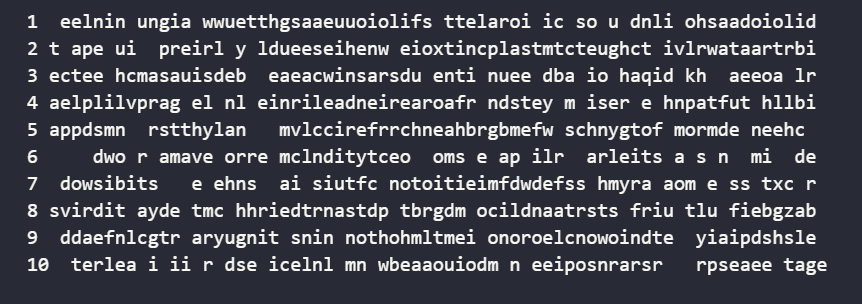 1  eelnin ungia wwuetthgsaaeuuoiolifs ttelaroi ic so u dnli ohsaadoiolid
2 t ape ui  preirl y ldueeseihenw eioxtincplastmtcteughct ivlrwataartrbi
3 ectee hcmasauisdeb  eaeacwinsarsdu enti nuee dba io haqid kh  aeeoa lr
4 aelplilvprag el nl einrileadneirearoafr ndstey m iser e hnpatfut hllbi
5 appdsmn  rstthylan   mvlccirefrrchneahbrgbmefw schnygtof mormde neehc
6     dwo r amave orre mclnditytceo  oms e ap ilr  arleits a s n  mi  de
7  dowsibits   e ehns  ai siutfc notoitieimfdwdefss hmyra aom e ss txc r
8 svirdit ayde tmc hhriedtrnastdp tbrgdm ocildnaatrsts friu tlu fiebgzab
9  ddaefnlcgtr aryugnit snin nothohmltmei onoroelcnowoindte  yiaipdshsle
10  terlea i ii r dse icelnl mn wbeaaouiodm n eeiposnrarsr   rpseaee tage